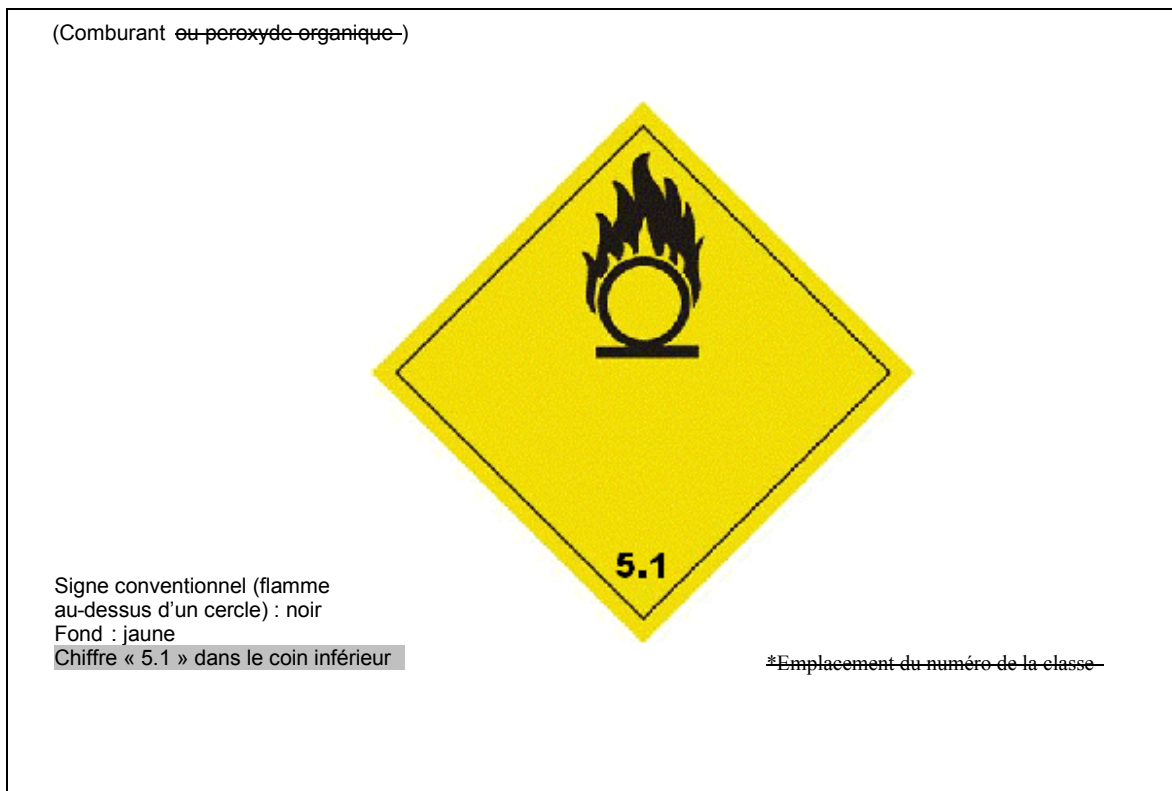 (Comburant ou peroxyde organique )
5.1
Signe conventionnel (flamme
au-dessus d’un cercle) : noir
Fond : jaune
Chiffre « 5.1 » dans le coin inférieur
*Emplacement du numéro de la classe